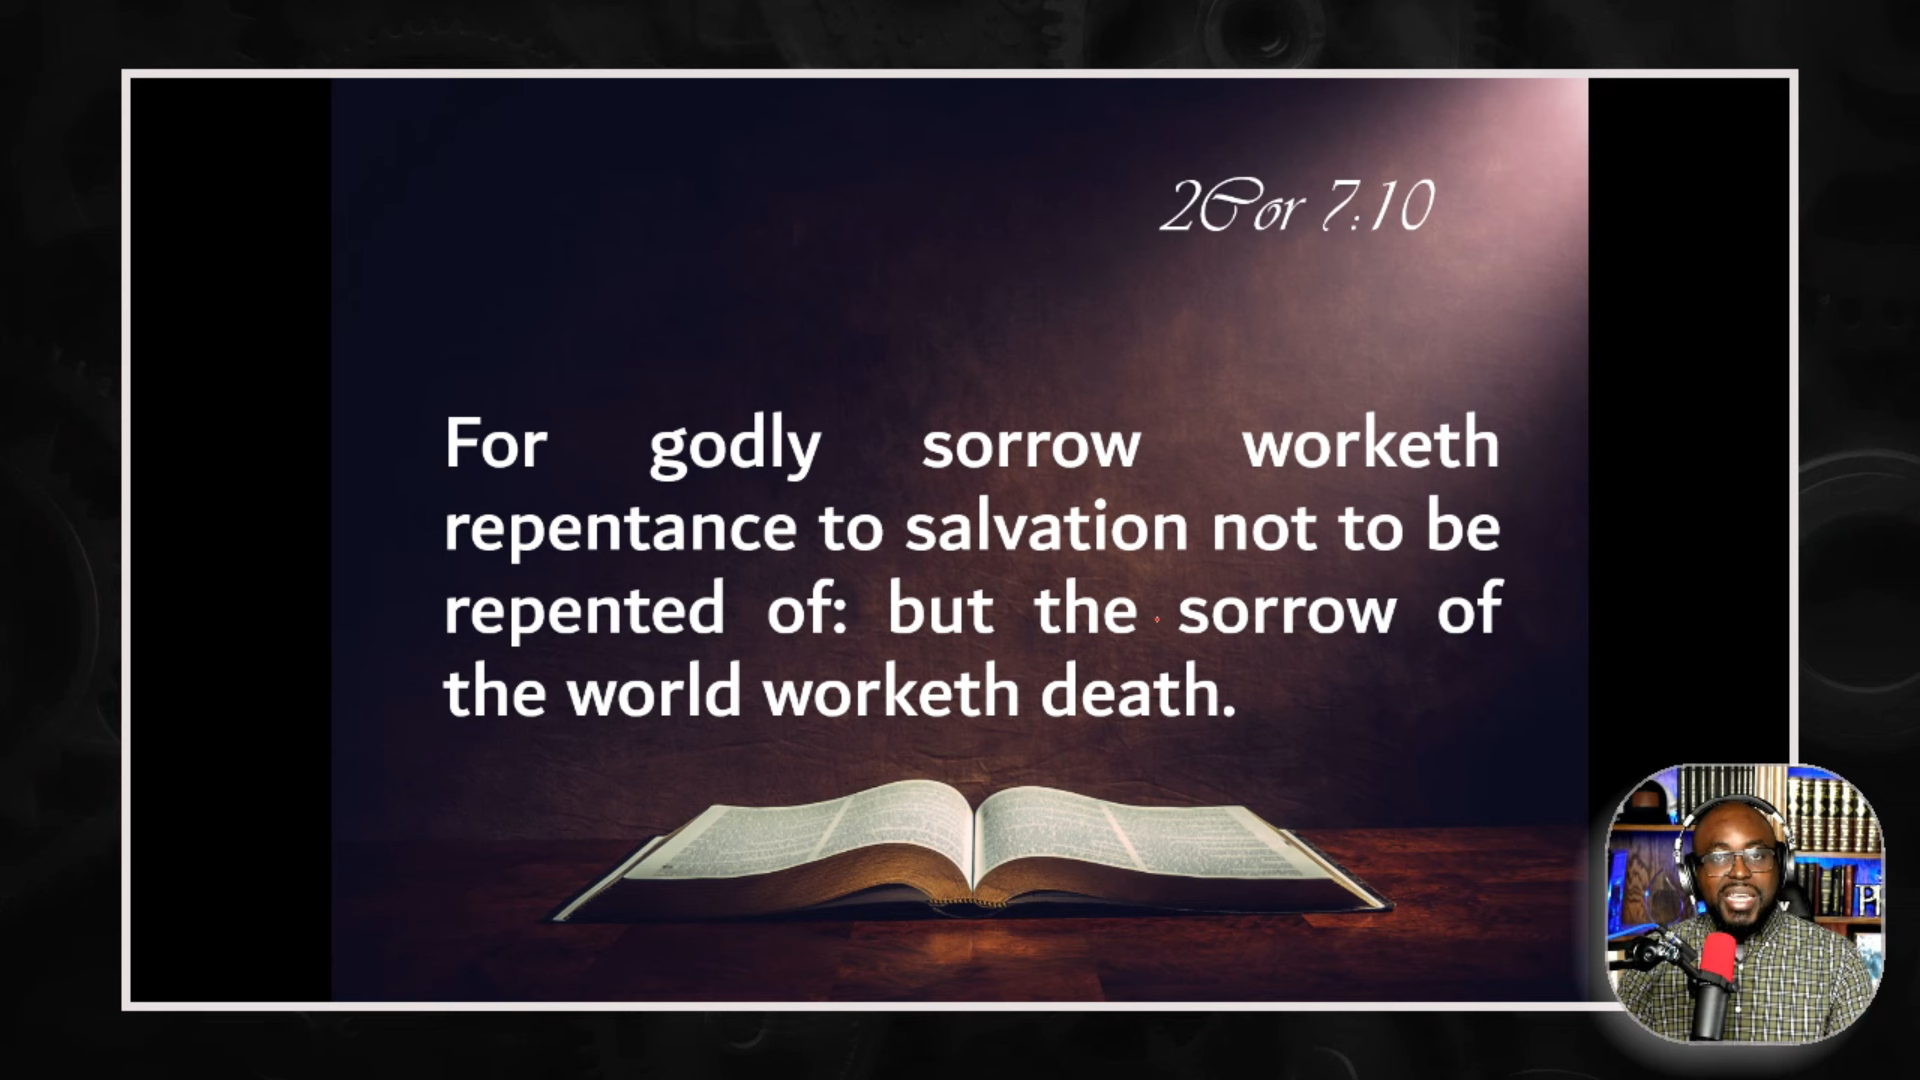 2Cor 7:10
For godly sorrow worketh
repentance to salvation not to be
repented of: but the sorrow of
the world worketh death.